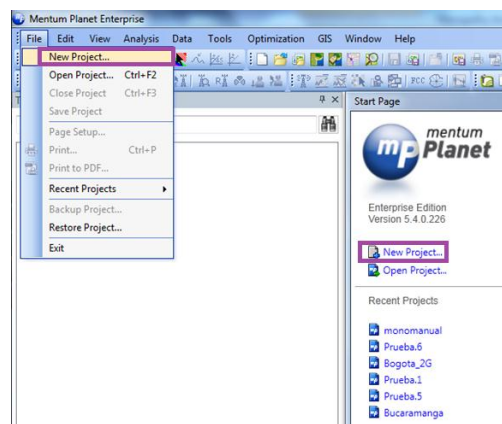 Mentum Planet Enterprise
File Edit View Analysis Data Tools Optimization GIS Window Help
New Project...
Open Project... Ctrl+F2
Close Project Ctrl+F3
Save Project
Page Setup...
Print... Ctrl+P
Print to PDF...
Recent Projects
Backup Project...
Restore Project...
Exit
FCC
Start Page
mentum
mp Planet
Enterprise Edition
Version 5.4.0.226
New Project...
Open Project...
Recent Projects
monomanual
Prueba.6
Bogota_2G
Prueba.1
Prueba.5
Bucaramanga